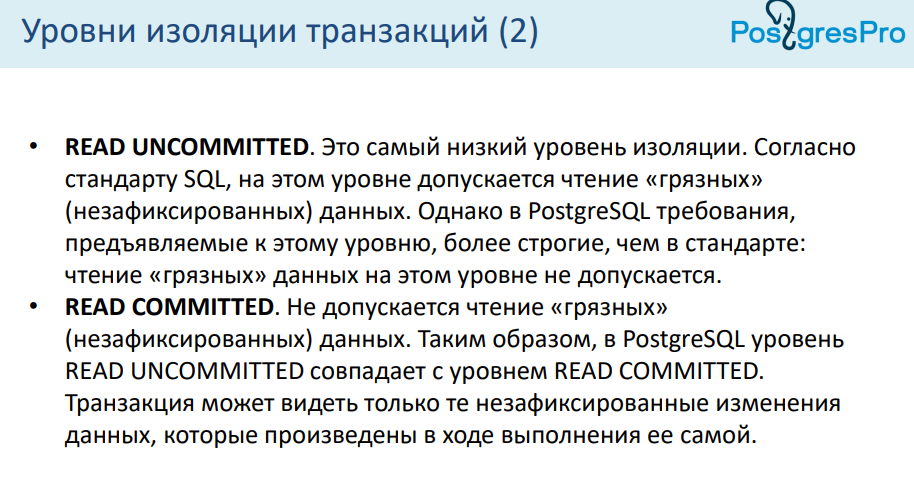 Уровни изоляции транзакций (2)
PostgresPro
• READ UNCOMMITTED. Это самый низкий уровень изоляции. Согласно
стандарту SQL, на этом уровне допускается чтение «грязных»
(незафиксированных) данных. Однако в PostgreSQL требования,
предъявляемые к этому уровню, более строгие, чем в стандарте:
чтение «грязных» данных на этом уровне не допускается.
• READ COMMITTED. Не допускается чтение «грязных»
(незафиксированных) данных. Таким образом, в PostgreSQL уровень
READ UNCOMMITTED совпадает с уровнем READ COMMITTED.
Транзакция может видеть только те незафиксированные изменения
данных, которые произведены в ходе выполнения ее самой.